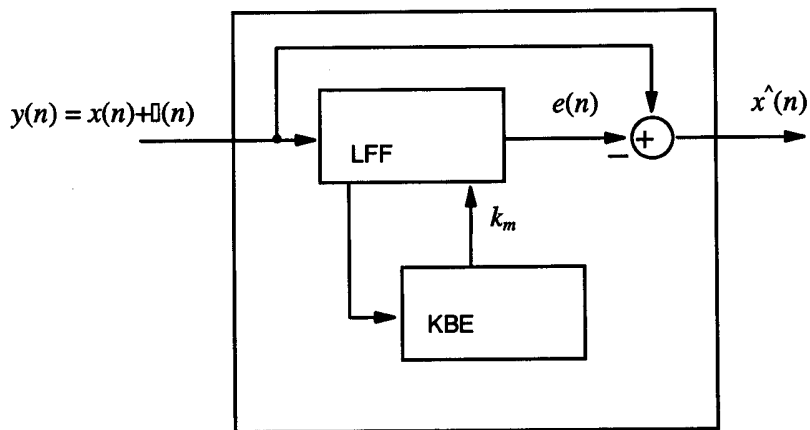 y(n) = x(n)+▯(n)
e(n)
x^(n)
LFF
+
−
k_m
KBE